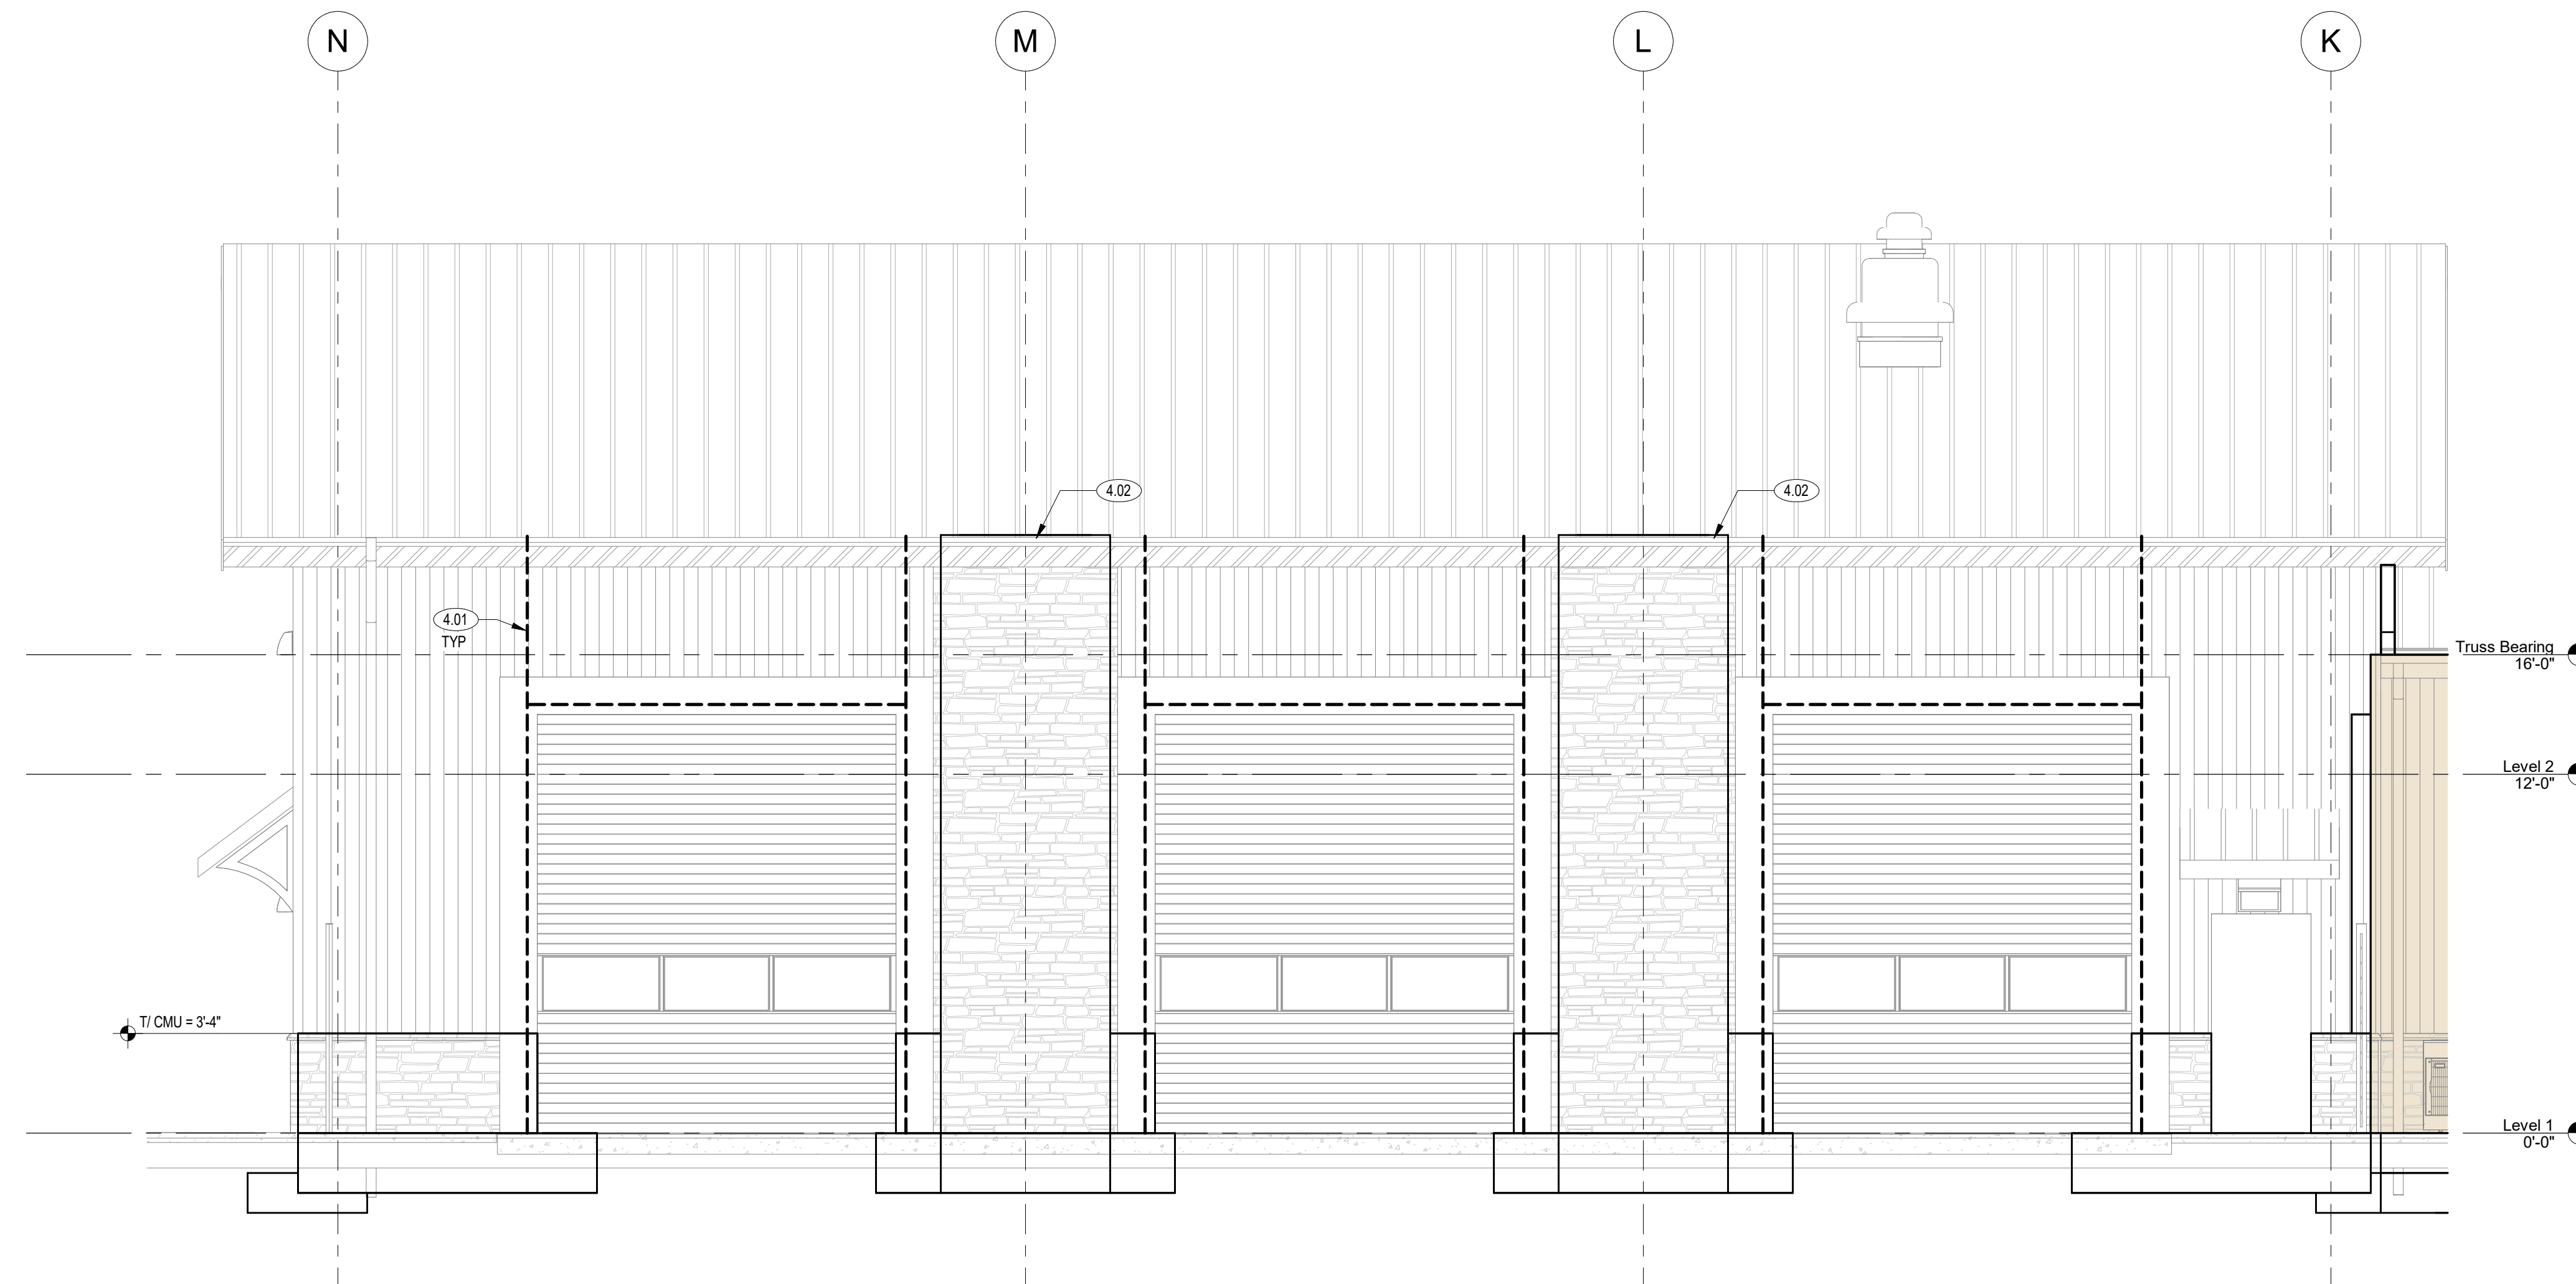 N
M
L
K
4.02
4.02
4.01
TYP
Truss Bearing
16'-0"
Level 2
12'-0"
T/ CMU = 3'-4"
Level 1
0'-0"